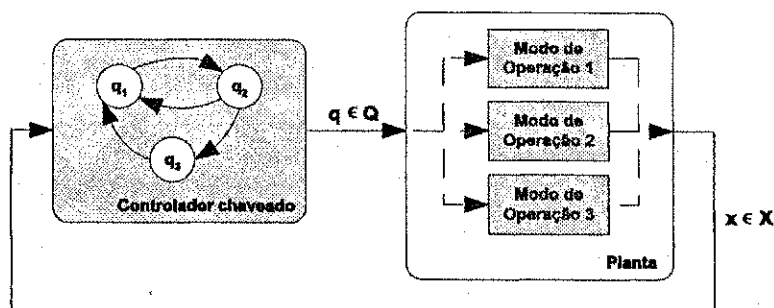 q₁
q₂
q₃
Controlador chaveado
q ∈ Q
Modo de
Operação 1
Modo de
Operação 2
Modo de
Operação 3
Planta
x ∈ X